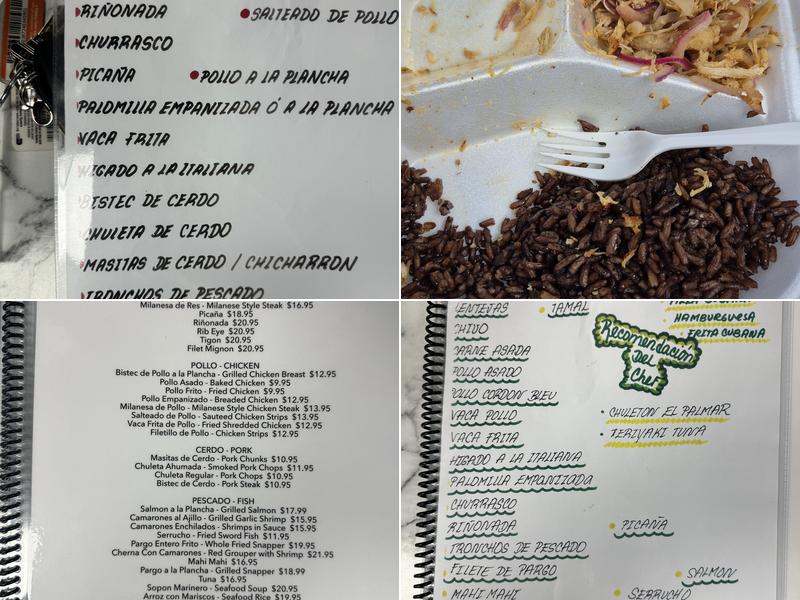 RIÑONADA
SALTEADO DE POLLO
CHURRASCO
PICAÑA
POLLO A LA PLANCHA
PALOMILLA EMPANIZADA Ó A LA PLANCHA
VACA FRITA
HIGADO A LA ITALIANA
BISTEC DE CERDO
CHULETA DE CERDO
MASITAS DE CERDO / CHICHARRON
TRONCHOS DE PESCADO
Milanesa de Res - Milanese Style Steak $16.95
Picaña $18.95
Riñonada $20.95
Rib Eye $20.95
Tigon $20.95
Filet Mignon $20.95
POLLO - CHICKEN
Bistec de Pollo a la Plancha - Grilled Chicken Breast $12.95
Pollo Asado - Baked Chicken $9.95
Pollo Frito - Fried Chicken $9.95
Pollo Empanizado - Breaded Chicken $12.95
Milanesa de Pollo - Milanese Style Chicken Steak $13.95
Salteado de Pollo - Sauteed Chicken Strips $13.95
Vaca Frita de Pollo - Fried Shredded Chicken $12.95
Filetillo de Pollo - Chicken Strips $12.95
CERDO - PORK
Masitas de Cerdo - Pork Chunks $10.95
Chuleta Ahumada - Smoked Pork Chops $11.95
Chuleta Regular - Pork Chops $10.95
Bistec de Cerdo - Pork Steak $10.95
PESCADO - FISH
Salmon a la Plancha - Grilled Salmon $17.99
Camarones al Ajillo - Grilled Garlic Shrimp $15.95
Camarones Enchilados - Shrimps in Sauce $15.95
Serrucho - Fried Sword Fish $11.95
Pargo Entero Frito - Whole Fried Snapper $19.95
Cherna Con Camarones - Red Grouper with Shrimp $21.95
Mahi Mahi $16.95
Pargo a la Plancha - Grilled Snapper $18.99
Tuna $16.95
Sopon Marinero - Seafood Soup $20.95
Arroz con Mariscos - Seafood Rice $19.95
LENTEJAS
TAMAL
HAMBURGUESA
FRITA CUBANA
CHIVO
CARNE ASADA
POLLO ASADO
POLLO CORDON BLEU
VACA POLLO
VACA FRITA
HIGADO A LA ITALIANA
PALOMILLA EMPANIZADA
CHURRASCO
RIÑONADA
TRONCHOS DE PESCADO
FILETE DE PARGO
MAHI MAHI
Recomendación
Del
Chef
CHULETON EL PALMAR
TERIYAKI TUNA
PICAÑA
SALMON
SERRUCHO